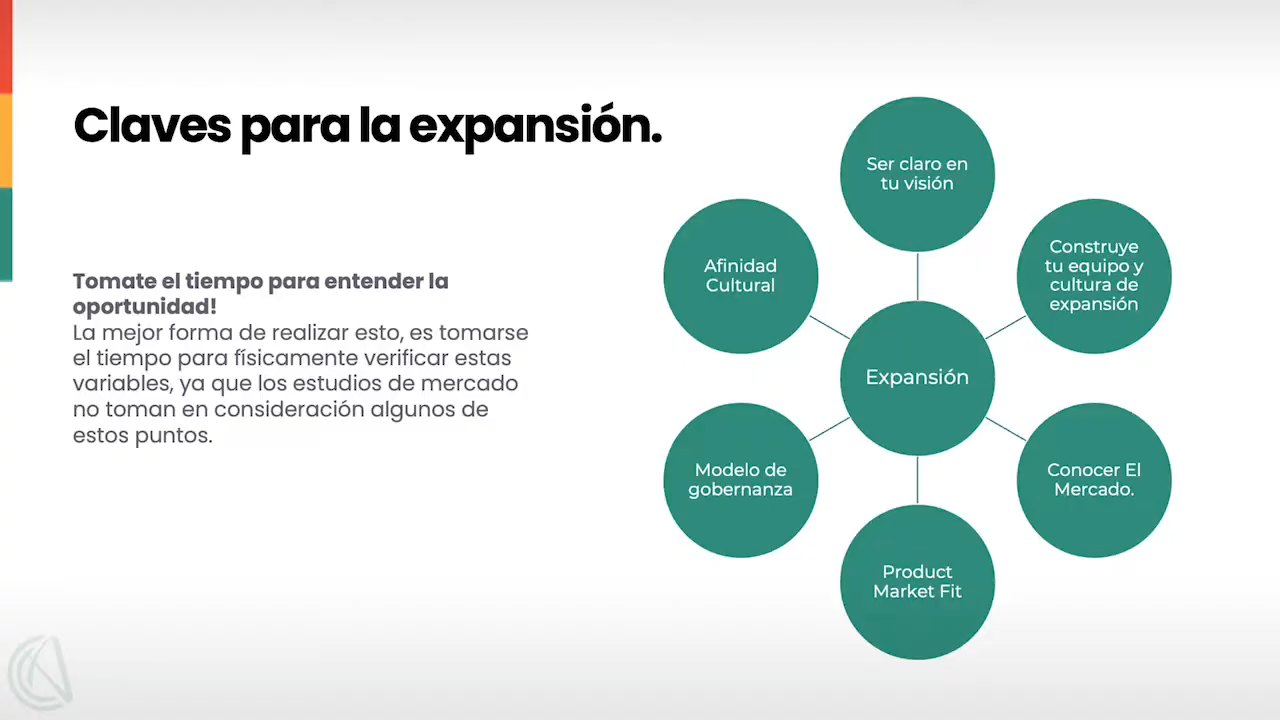 Claves para la expansión.
Tomate el tiempo para entender la
oportunidad!
La mejor forma de realizar esto, es tomarse
el tiempo para físicamente verificar estas
variables, ya que los estudios de mercado
no toman en consideración algunos de
estos puntos.
Ser claro en
tu visión
Construye
tu equipo y
cultura de
expansión
Conocer El
Mercado.
Product
Market Fit
Modelo de
gobernanza
Afinidad
Cultural
Expansión